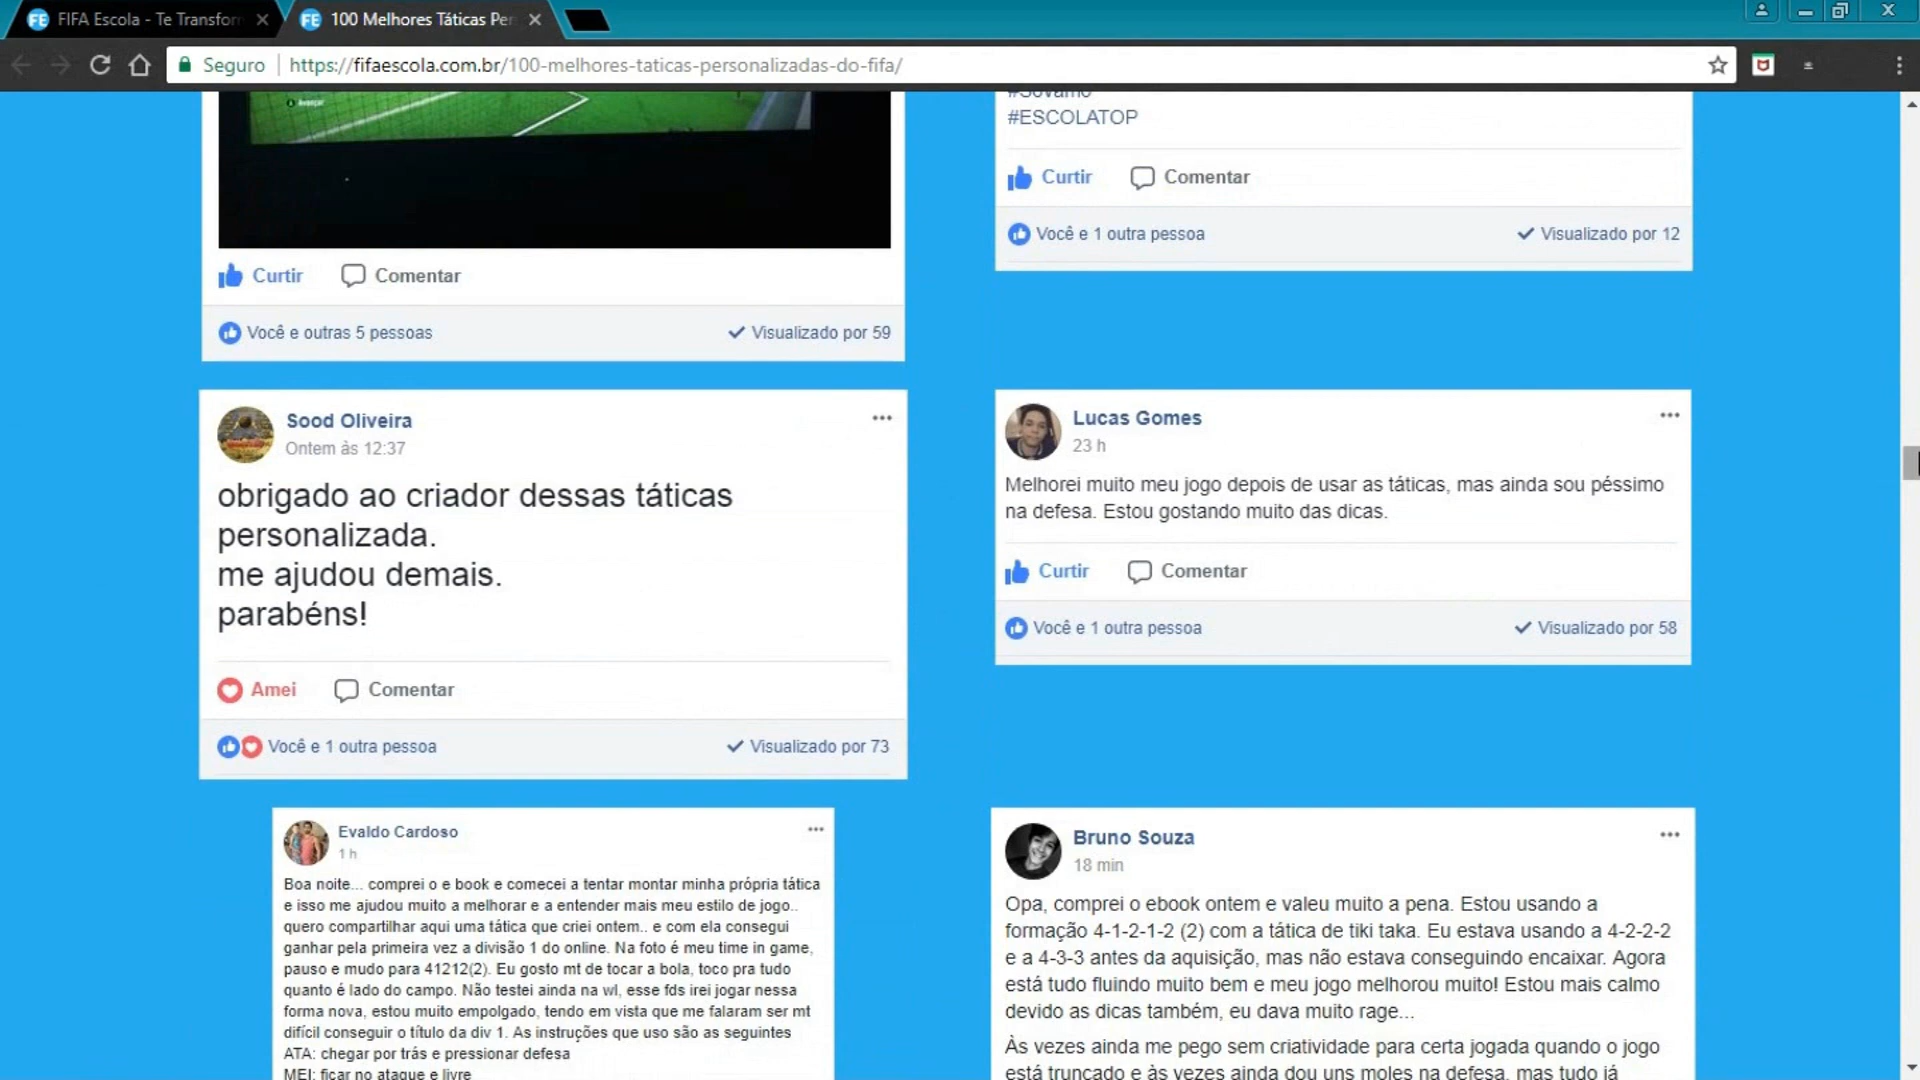 FIFA Escola - Te Transfor
100 Melhores Táticas Per
Seguro
https://fifaescola.com.br/100-melhores-taticas-personalizadas-do-fifa/
Avançar
#ESCOLATOP
Curtir Comentar
Você e 1 outra pessoa Visualizado por 12
Curtir Comentar
Você e outras 5 pessoas Visualizado por 59
Sood Oliveira
Ontem às 12:37
obrigado ao criador dessas táticas
personalizada.
me ajudou demais.
parabéns!
Amei Comentar
Você e 1 outra pessoa Visualizado por 73
Lucas Gomes
23 h
Melhorei muito meu jogo depois de usar as táticas, mas ainda sou péssimo
na defesa. Estou gostando muito das dicas.
Curtir Comentar
Você e 1 outra pessoa Visualizado por 58
Evaldo Cardoso
1 h
Boa noite... comprei o e book e comecei a tentar montar minha própria tática
e isso me ajudou muito a melhorar e a entender mais meu estilo de jogo..
quero compartilhar aqui uma tática que criei ontem.. e com ela consegui
ganhar pela primeira vez a divisão 1 do online. Na foto é meu time in game,
pauso e mudo para 41212(2). Eu gosto mt de tocar a bola, toco pra tudo
quanto é lado do campo. Não testei ainda na wl, esse fds irei jogar nessa
forma nova, estou muito empolgado, tendo em vista que me falaram ser mt
difícil conseguir o título da div 1. As instruções que uso são as seguintes
ATA: chegar por trás e pressionar defesa
MEI: ficar no ataque e livre
Bruno Souza
18 min
Opa, comprei o ebook ontem e valeu muito a pena. Estou usando a
formação 4-1-2-1-2 (2) com a tática de tiki taka. Eu estava usando a 4-2-2-2
e a 4-3-3 antes da aquisição, mas não estava conseguindo encaixar. Agora
está tudo fluindo muito bem e meu jogo melhorou muito! Estou mais calmo
devido as dicas também, eu dava muito rage...
Às vezes ainda me pego sem criatividade para certa jogada quando o jogo
está truncado e às vezes ainda dou uns moles na defesa, mas tudo já